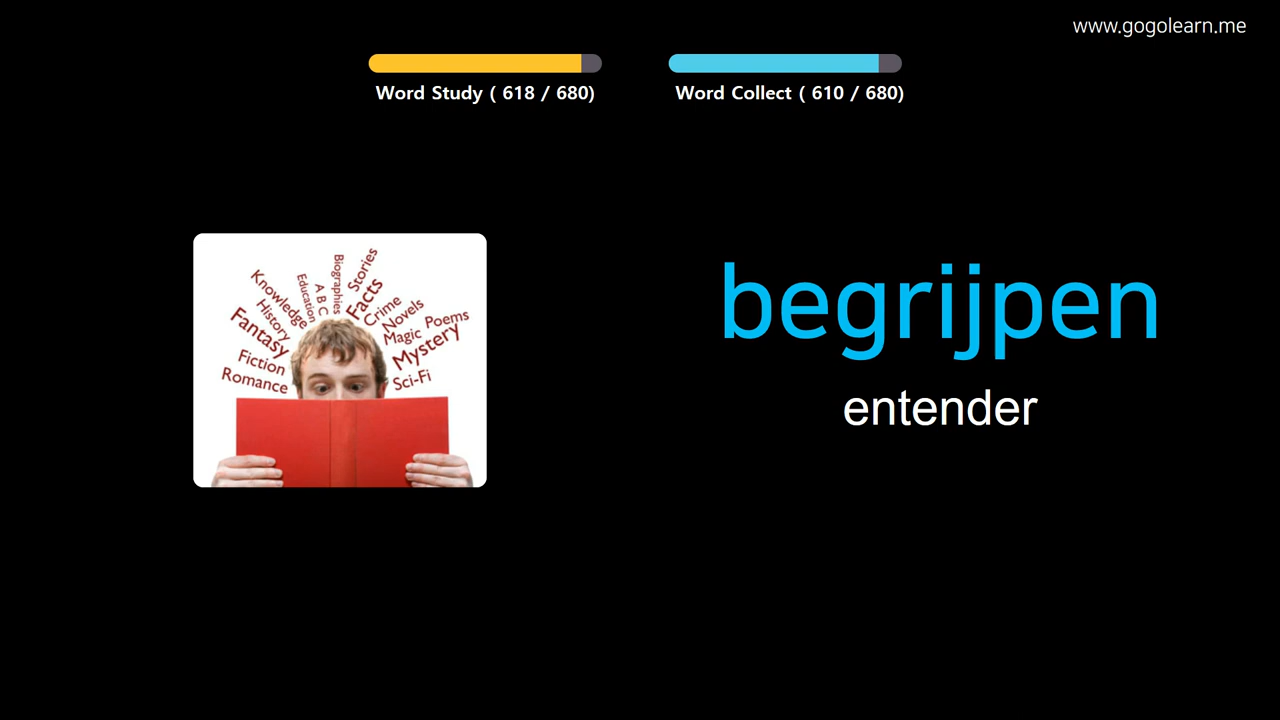 www.gogolearn.me
Word Study ( 618 / 680)
Word Collect ( 610 / 680)
Knowledge
History
Fantasy
Fiction
Romance
Education
A B C
Biographies
Stories
Facts
Crime
Novels
Magic
Poems
Mystery
Sci-Fi
begrijpen
entender